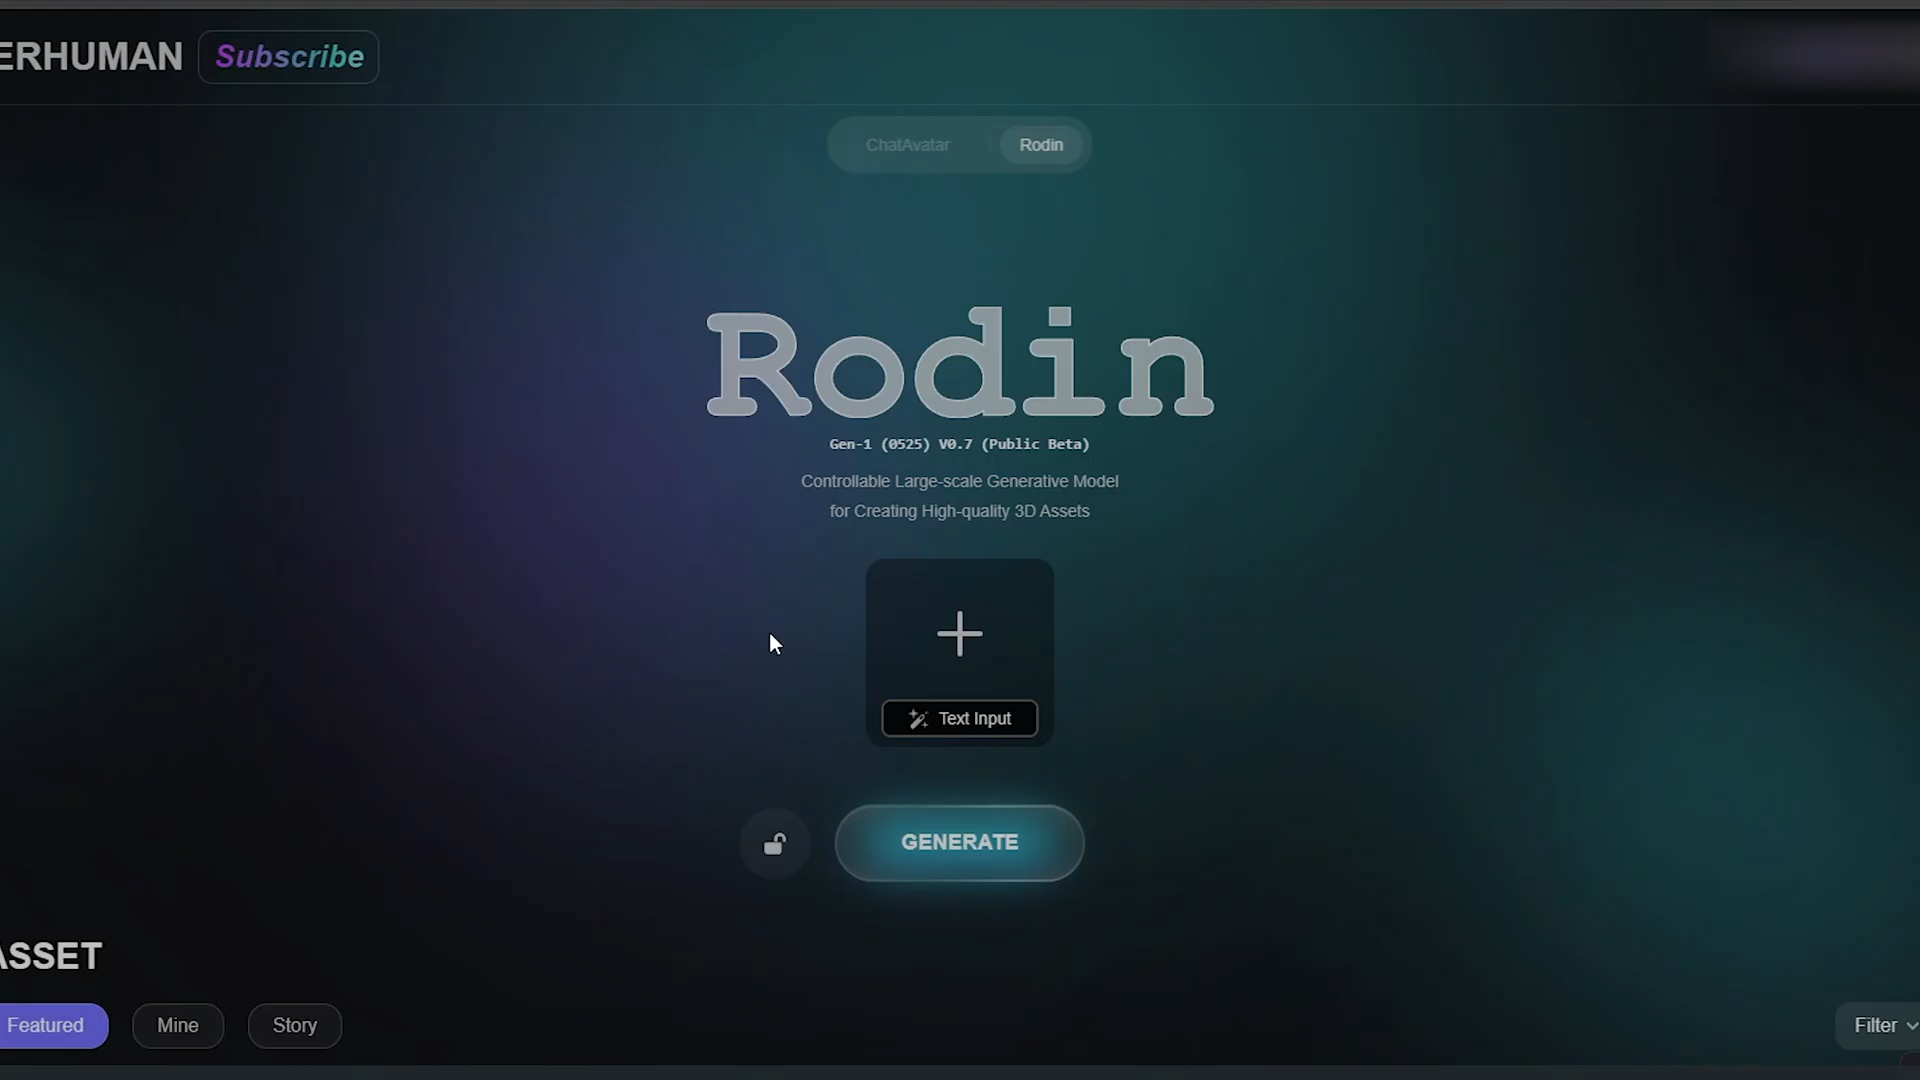 ERHUMAN Subscribe
ChatAvatar Rodin
Rodin
Gen-1 (0525) V0.7 (Public Beta)
Controllable Large-scale Generative Model
for Creating High-quality 3D Assets
Text Input
GENERATE
ASSET
Featured Mine Story Filter